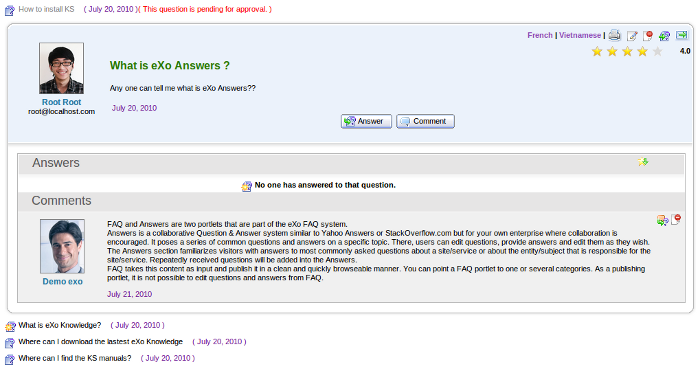 How to install KS ( July 20, 2010 )( This question is pending for approval. )
French | Vietnamese |
4.0
What is eXo Answers ?
Any one can tell me what is eXo Answers??
Root Root
root@localhost.com
July 20, 2010
Answer Comment
Answers
No one has answered to that question.
Comments
FAQ and Answers are two portlets that are part of the eXo FAQ system.
Answers is a collaborative Question & Answer system similar to Yahoo Answers or StackOverflow.com but for your own enterprise where collaboration is
encouraged. It poses a series of common questions and answers on a specific topic. There, users can edit questions, provide answers and edit them as they wish.
The Answers section familiarizes visitors with answers to most commonly asked questions about a site/service or about the entity/subject that is responsible for the
site/service. Repeatedly received questions will be added into the Answers.
FAQ takes this content as input and publish it in a clean and quickly browseable manner. You can point a FAQ portlet to one or several categories. As a publishing
portlet, it is not possible to edit questions and answers from FAQ.
Demo exo
July 21, 2010
What is eXo Knowledge? ( July 20, 2010 )
Where can I download the lastest eXo Knowledge ( July 20, 2010 )
Where can I find the KS manuals? ( July 20, 2010 )